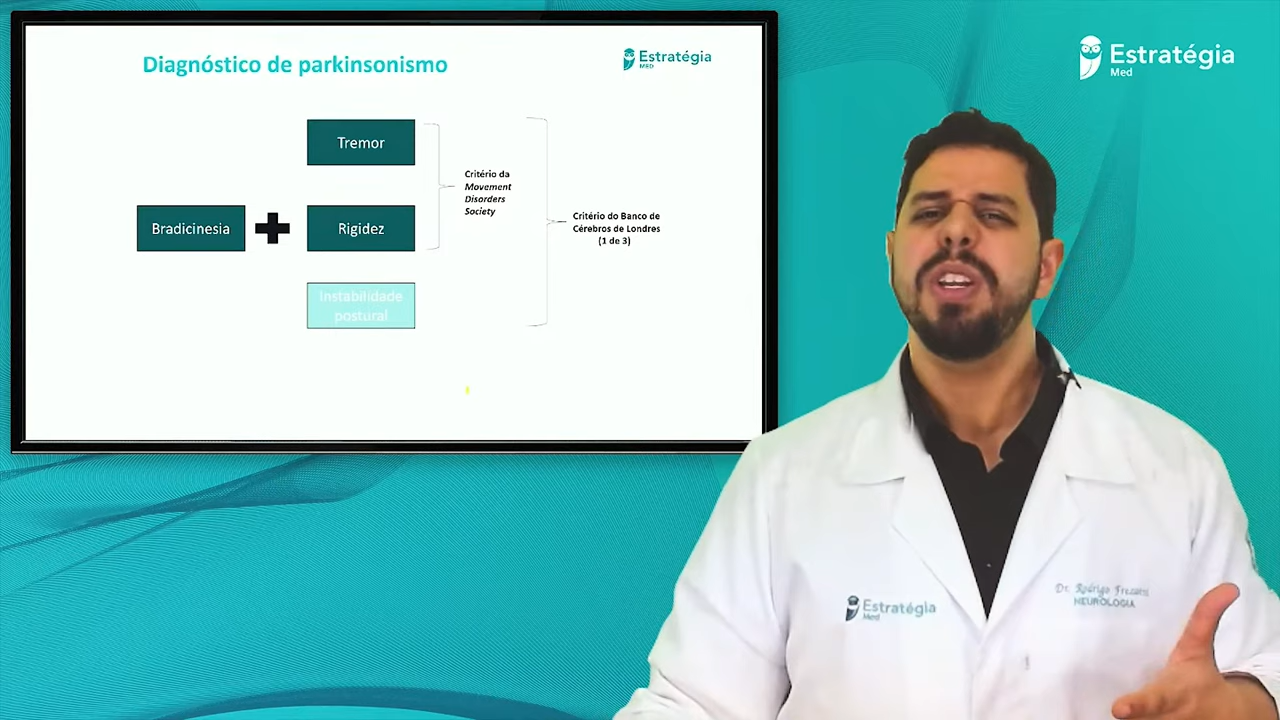 Diagnóstico de parkinsonismo
Estratégia
MED
Estratégia
Med
Tremor
Critério da
Movement
Disorders
Society
Bradicinesia
Rigidez
Critério do Banco de
Cérebros de Londres
(1 de 3)
Instabilidade
postural
Estratégia
Med
Dr. Rodrigo
NEUROLOGIA